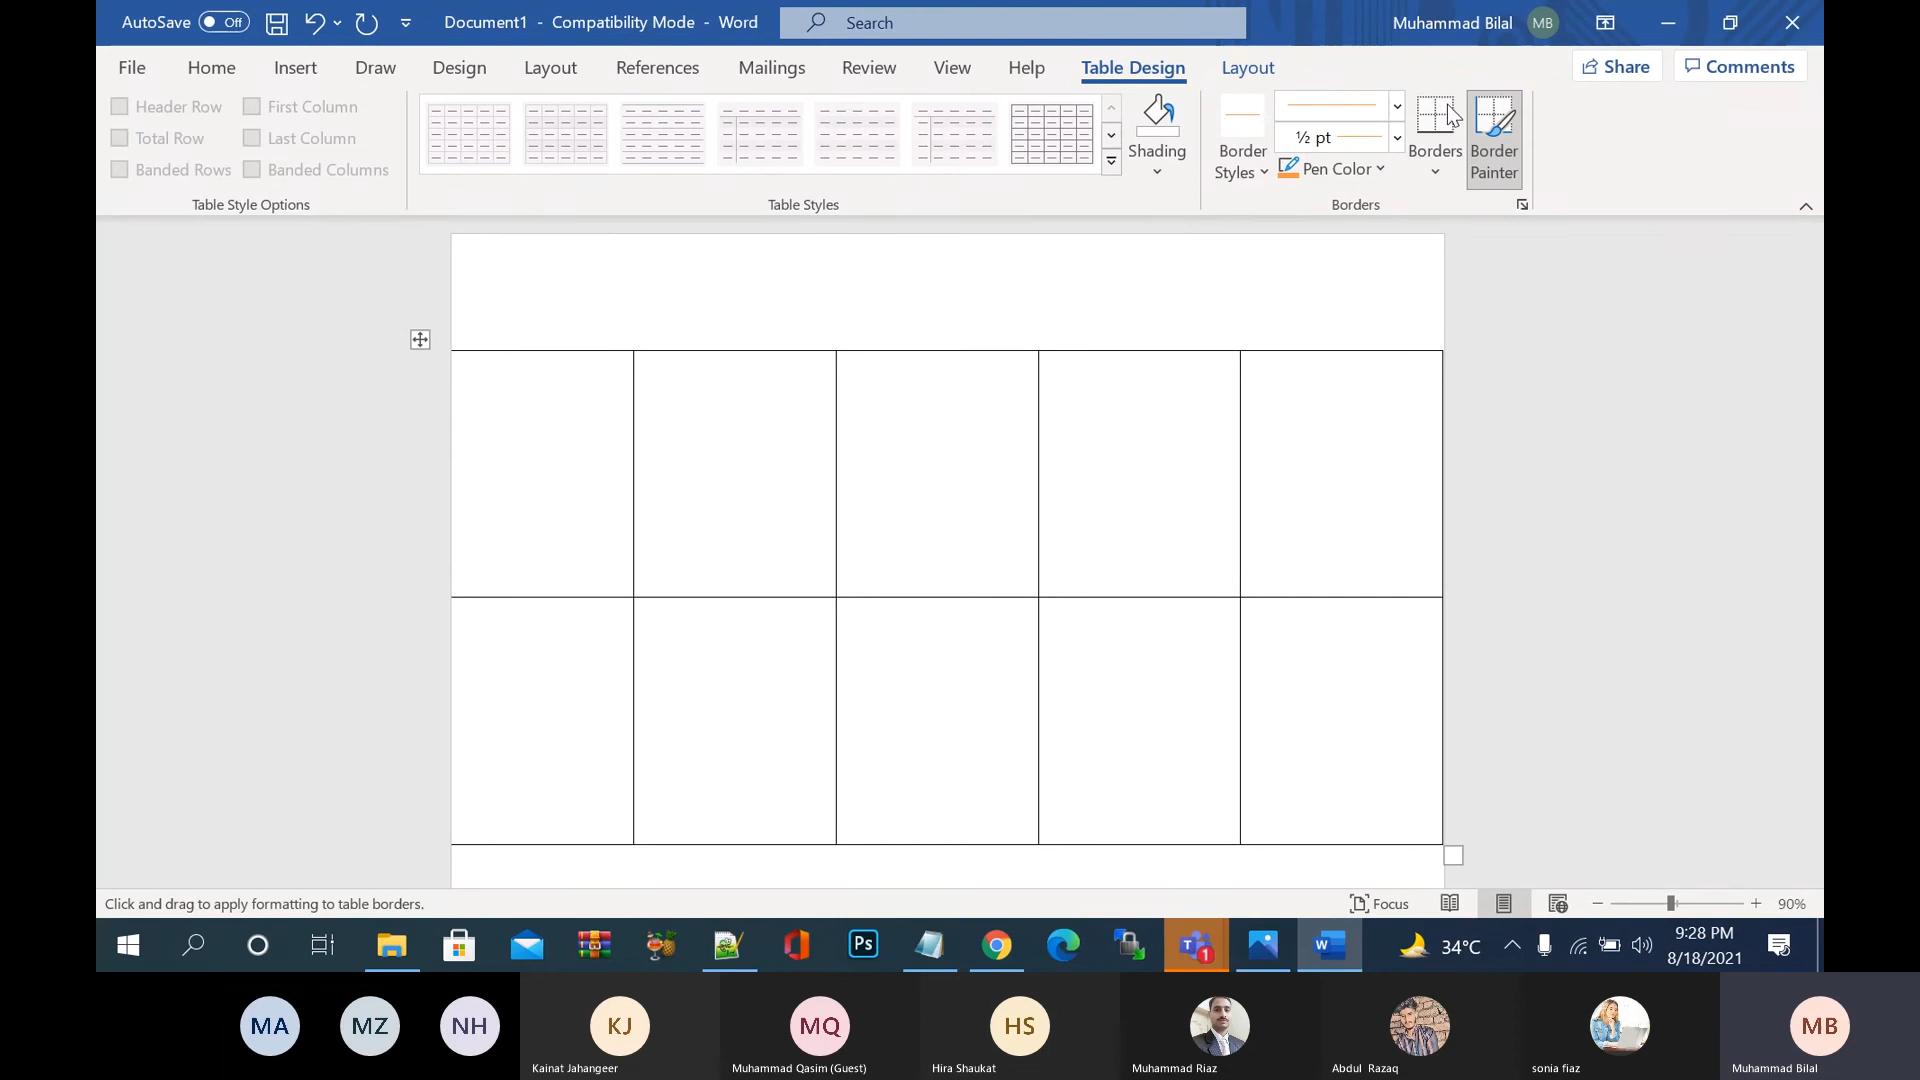 AutoSave Off Document1 - Compatibility Mode - Word Search Muhammad Bilal MB
File Home Insert Draw Design Layout References Mailings Review View Help Table Design Layout Share Comments
Header Row First Column
Total Row Last Column
Banded Rows Banded Columns
Table Style Options
Shading
Table Styles
Border Styles
½ pt
Pen Color
Borders
Border Painter
Borders
Click and drag to apply formatting to table borders. Focus 90%
Ps T 1 W 34°C 9:28 PM
8/18/2021
MA MZ NH KJ MQ HS MB
Kainat Jahangeer Muhammad Qasim (Guest) Hira Shaukat Muhammad Riaz Abdul Razaq sonia fiaz Muhammad Bilal